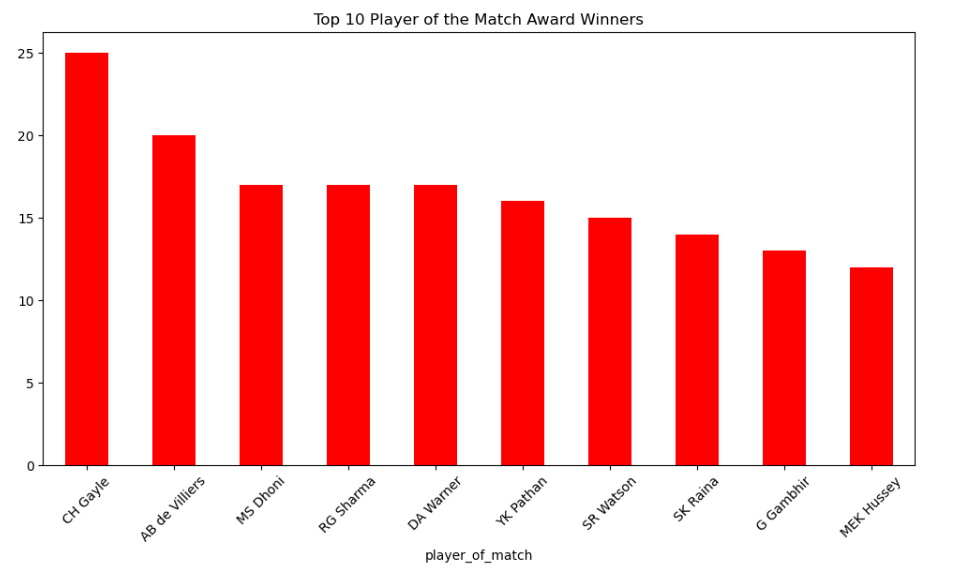 Top 10 Player of the Match Award Winners
25
20
15
10
5
0
CH Gayle
AB de Villiers
MS Dhoni
RG Sharma
DA Warner
YK Pathan
SR Watson
SK Raina
G Gambhir
MEK Hussey
player_of_match